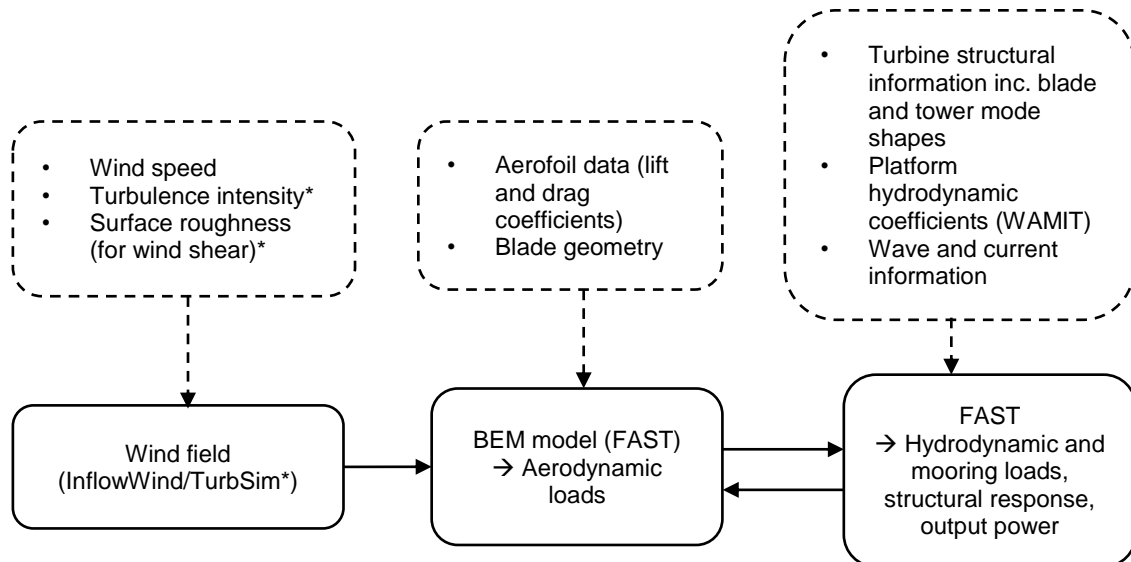 • Wind speed
• Turbulence intensity*
• Surface roughness
(for wind shear)*
• Aerofoil data (lift
and drag
coefficients)
• Blade geometry
• Turbine structural
information inc. blade
and tower mode
shapes
• Platform
hydrodynamic
coefficients (WAMIT)
• Wave and current
information
Wind field
(InflowWind/TurbSim*)
BEM model (FAST)
→ Aerodynamic
loads
FAST
→ Hydrodynamic and
mooring loads,
structural response,
output power